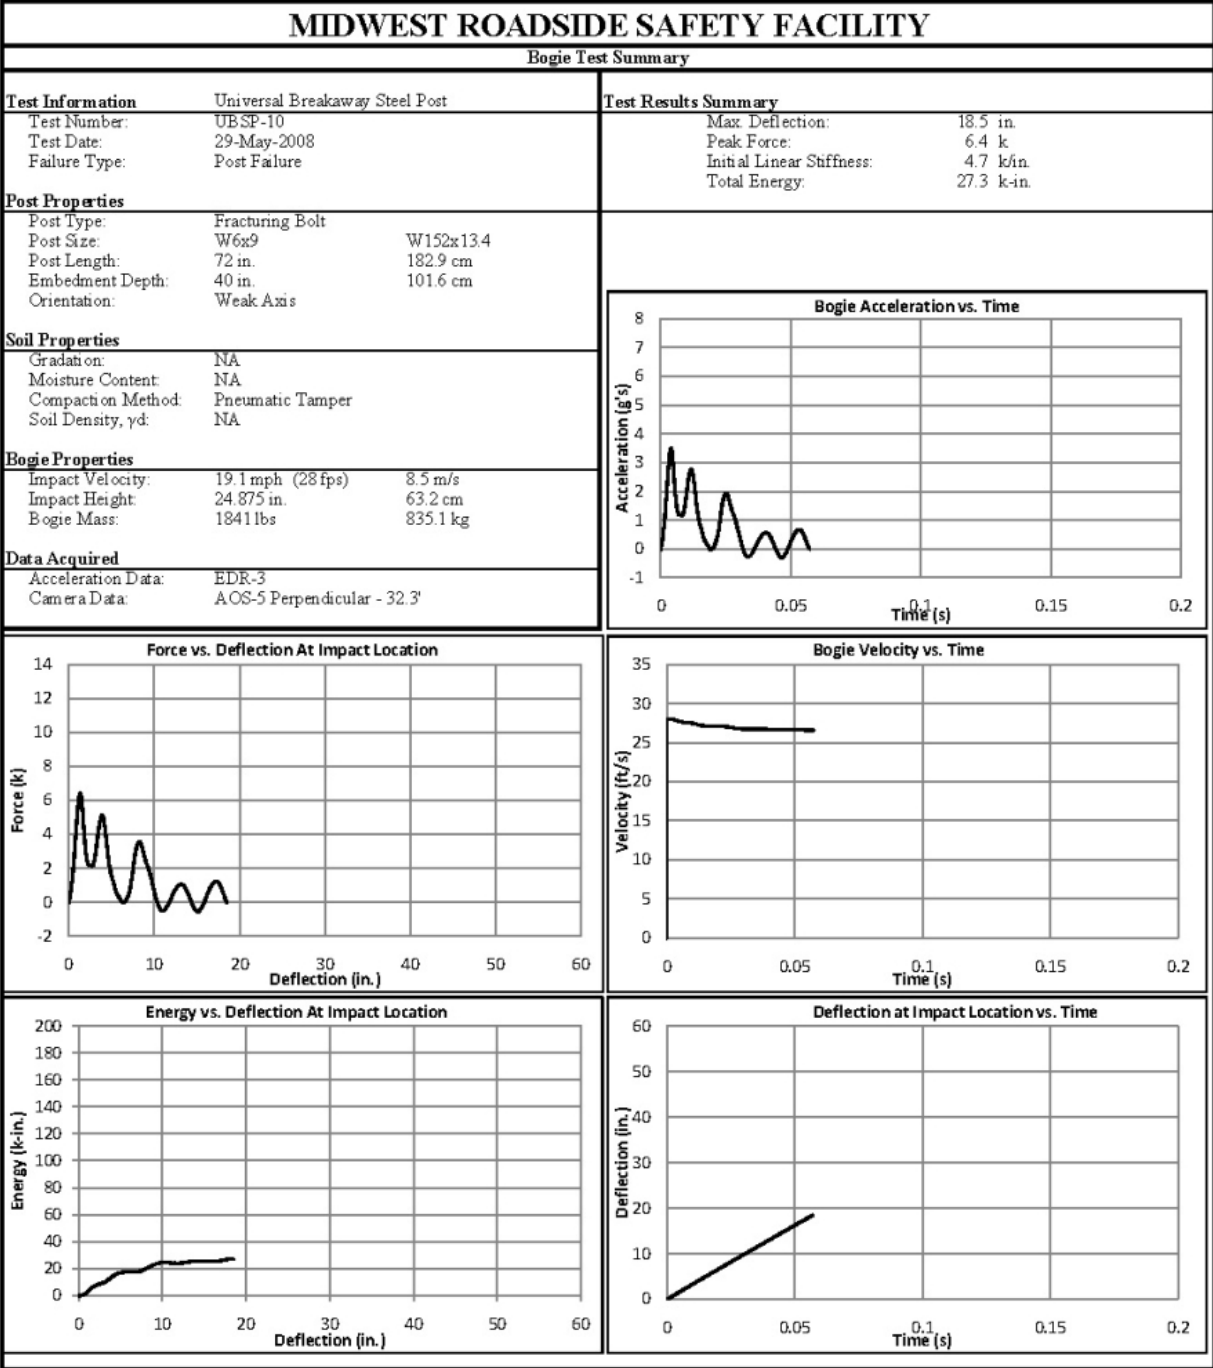 MIDWEST ROADSIDE SAFETY FACILITY
Bogie Test Summary
Test Information Universal Breakaway Steel Post
Test Number: UBSP-10
Test Date: 29-May-2008
Failure Type: Post Failure
Post Properties
Post Type: Fracturing Bolt
Post Size: W6x9 W152x13.4
Post Length: 72 in. 182.9 cm
Embedment Depth: 40 in. 101.6 cm
Orientation: Weak Axis
Soil Properties
Gradation: NA
Moisture Content: NA
Compaction Method: Pneumatic Tamper
Soil Density, γd: NA
Bogie Properties
Impact Velocity: 19.1 mph (28 fps) 8.5 m/s
Impact Height: 24.875 in. 63.2 cm
Bogie Mass: 1841 lbs 835.1 kg
Data Acquired
Acceleration Data: EDR-3
Camera Data: AOS-5 Perpendicular - 32.3'
Test Results Summary
Max. Deflection: 18.5 in.
Peak Force: 6.4 k
Initial Linear Stiffness: 4.7 k/in.
Total Energy: 27.3 k-in.
Bogie Acceleration vs. Time
Acceleration (g's)
8
7
6
5
4
3
2
1
0
-1
0 0.05 0.1 0.15 0.2
Time (s)
Force vs. Deflection At Impact Location
Force (k)
14
12
10
8
6
4
2
0
-2
0 10 20 30 40 50 60
Deflection (in.)
Bogie Velocity vs. Time
Velocity (ft/s)
35
30
25
20
15
10
5
0
0 0.05 0.1 0.15 0.2
Time (s)
Energy vs. Deflection At Impact Location
Energy (k-in.)
200
180
160
140
120
100
80
60
40
20
0
0 10 20 30 40 50 60
Deflection (in.)
Deflection at Impact Location vs. Time
Deflection (in.)
60
50
40
30
20
10
0
0 0.05 0.1 0.15 0.2
Time (s)